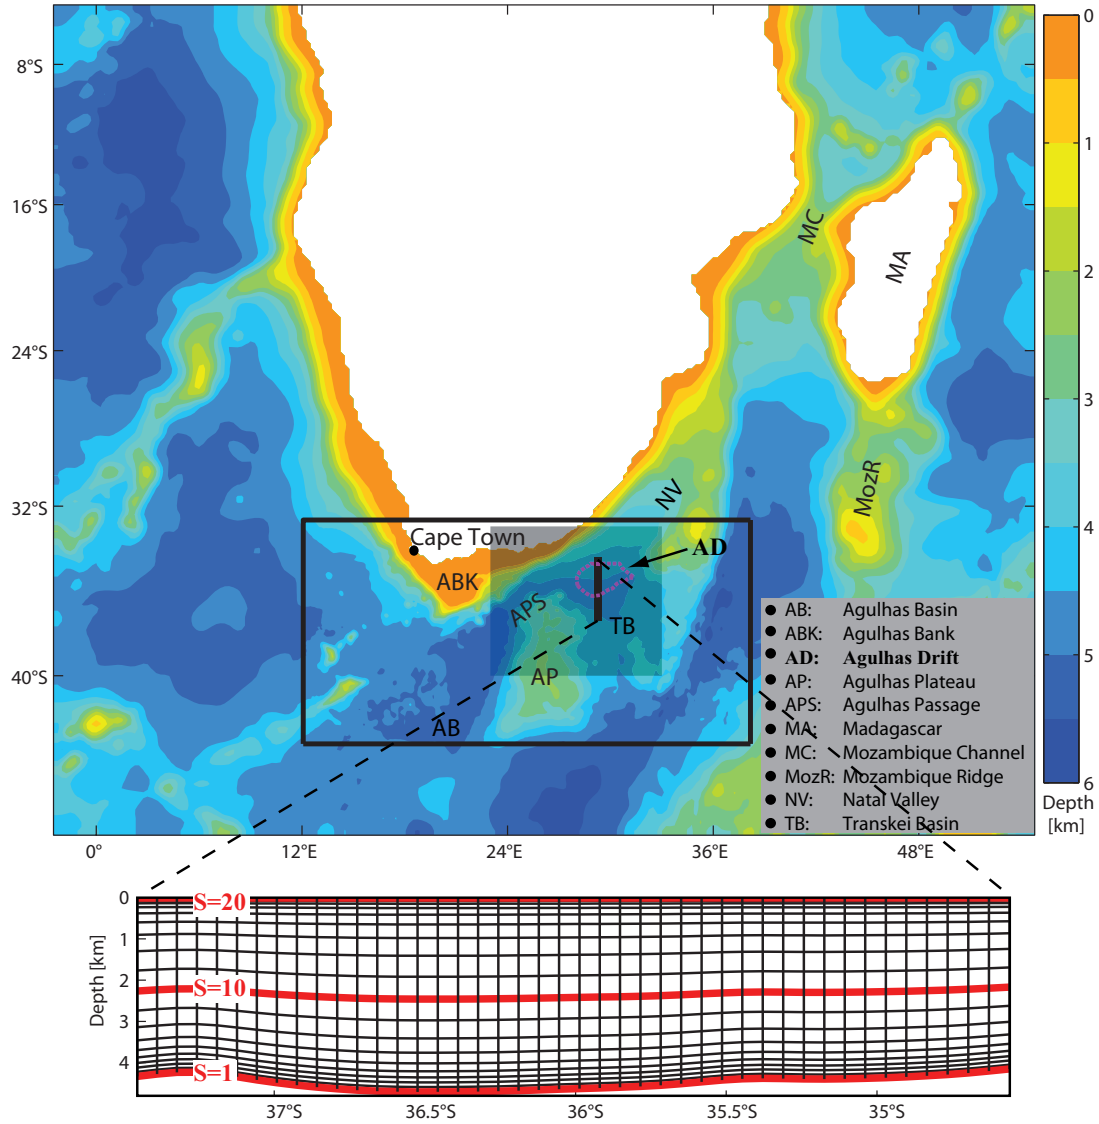 0
8°S
1
16°S
MC
MA
2
24°S
3
MozR
NV
32°S
Cape Town
AD
4
ABK
APS
TB
AB: Agulhas Basin
ABK: Agulhas Bank
AD: Agulhas Drift
AP: Agulhas Plateau
APS: Agulhas Passage
MA: Madagascar
MC: Mozambique Channel
MozR: Mozambique Ridge
NV: Natal Valley
TB: Transkei Basin
5
40°S
AP
AB
6
Depth
[km]
0°
12°E
24°E
36°E
48°E
0
S=20
1
Depth [km]
2
S=10
3
4
S=1
37°S
36.5°S
36°S
35.5°S
35°S